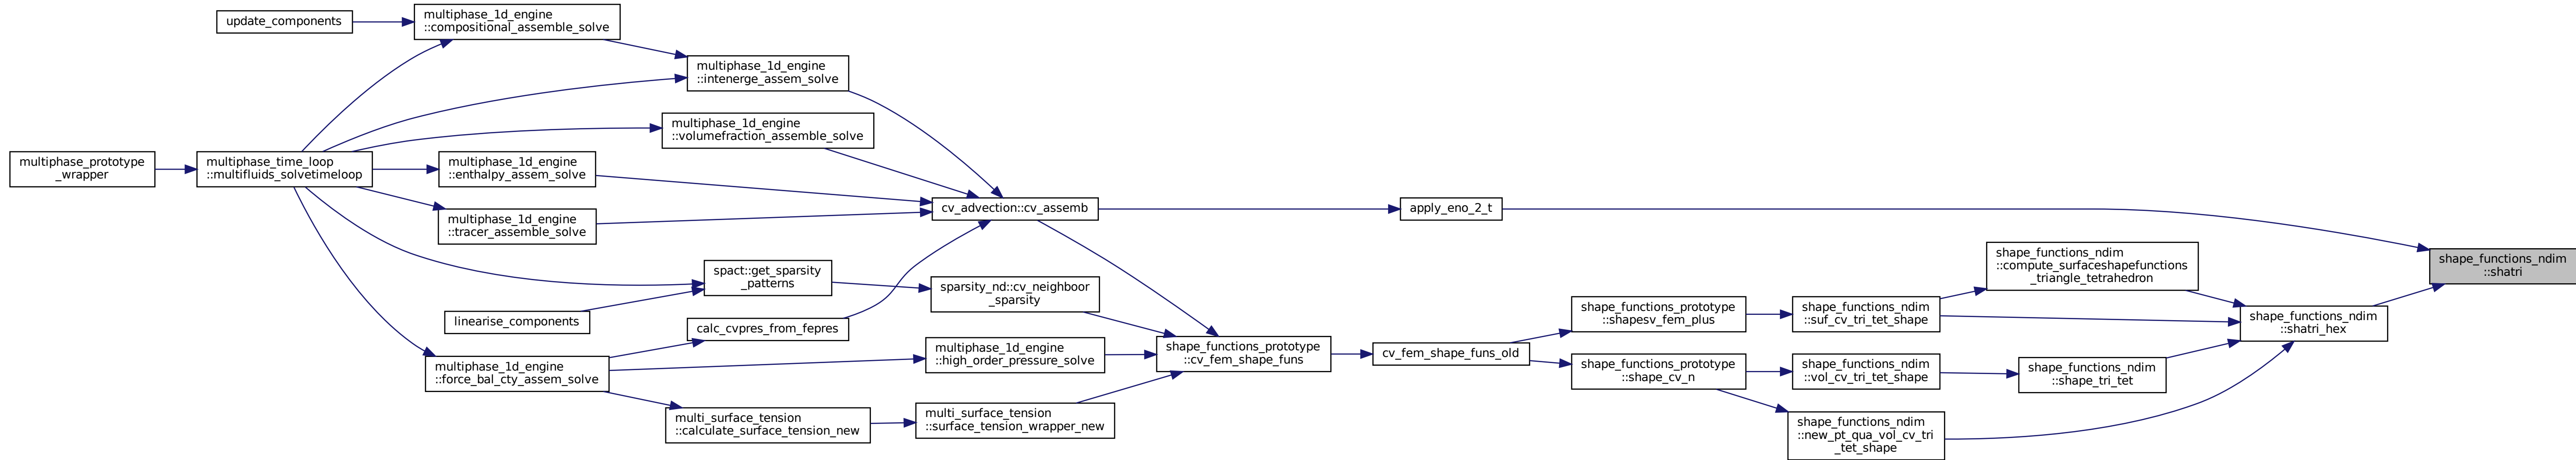 update_components
multiphase_1d_engine
::compositional_assemble_solve
multiphase_1d_engine
::intenerge_assem_solve
multiphase_1d_engine
::volumefraction_assemble_solve
multiphase_prototype
_wrapper
multiphase_time_loop
::multifluids_solvetimeloop
multiphase_1d_engine
::enthalpy_assem_solve
multiphase_1d_engine
::tracer_assemble_solve
cv_advection::cv_assemb
apply_eno_2_t
shape_functions_ndim
::shatri
spact::get_sparsity
_patterns
sparsity_nd::cv_neighboor
_sparsity
linearise_components
calc_cvpres_from_fepres
multiphase_1d_engine
::force_bal_cty_assem_solve
multiphase_1d_engine
::high_order_pressure_solve
multi_surface_tension
::calculate_surface_tension_new
multi_surface_tension
::surface_tension_wrapper_new
shape_functions_prototype
::cv_fem_shape_funs
cv_fem_shape_funs_old
shape_functions_prototype
::shapesv_fem_plus
shape_functions_prototype
::shape_cv_n
shape_functions_ndim
::suf_cv_tri_tet_shape
shape_functions_ndim
::vol_cv_tri_tet_shape
shape_functions_ndim
::new_pt_qua_vol_cv_tri
_tet_shape
shape_functions_ndim
::compute_surfaceshapefunctions
_triangle_tetrahedron
shape_functions_ndim
::shape_tri_tet
shape_functions_ndim
::shatri_hex